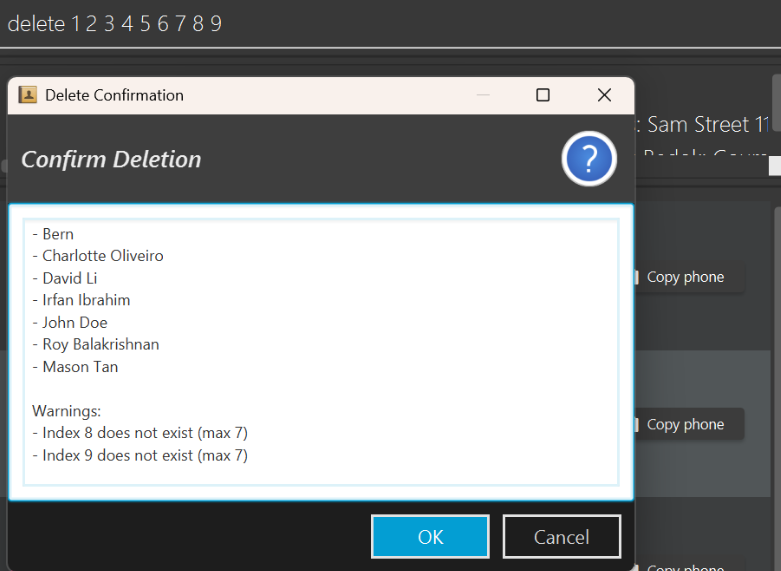 delete 1 2 3 4 5 6 7 8 9
Delete Confirmation
: Sam Street 11
Confirm Deletion
?
- Bern
- Charlotte Oliveiro
- David Li
- Irfan Ibrahim
- John Doe
- Roy Balakrishnan
- Mason Tan
Warnings:
- Index 8 does not exist (max 7)
- Index 9 does not exist (max 7)
Copy phone
Copy phone
OK
Cancel
Copy phone